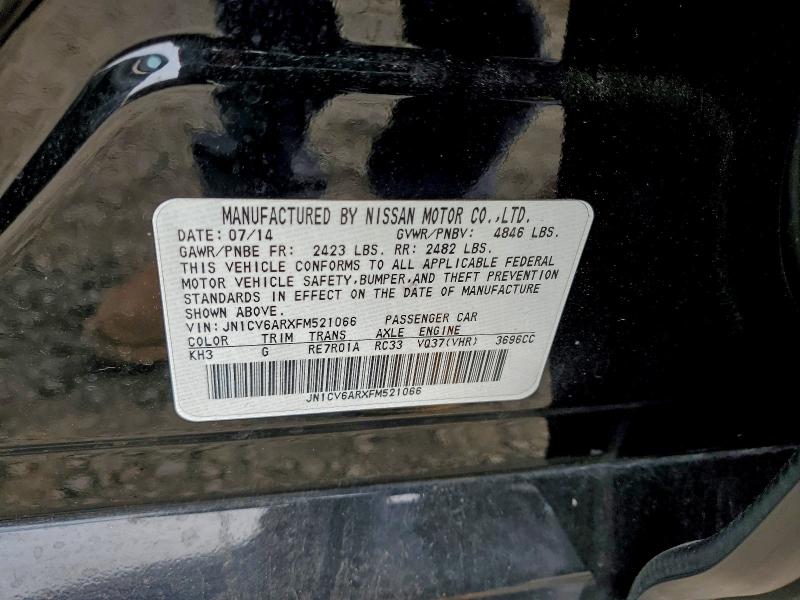 MANUFACTURED BY NISSAN MOTOR CO.,LTD.
DATE: 07/14 GVWR/PNBV: 4846 LBS.
GAWR/PNBE FR: 2423 LBS. RR: 2482 LBS.
THIS VEHICLE CONFORMS TO ALL APPLICABLE FEDERAL
MOTOR VEHICLE SAFETY,BUMPER,AND THEFT PREVENTION
STANDARDS IN EFFECT ON THE DATE OF MANUFACTURE
SHOWN ABOVE.
VIN: JN1CV6ARXFM521066 PASSENGER CAR
COLOR TRIM TRANS AXLE ENGINE
KH3 G RE7R01A RC33 VQ37(VHR) 3696CC
JN1CV6ARXFM521066